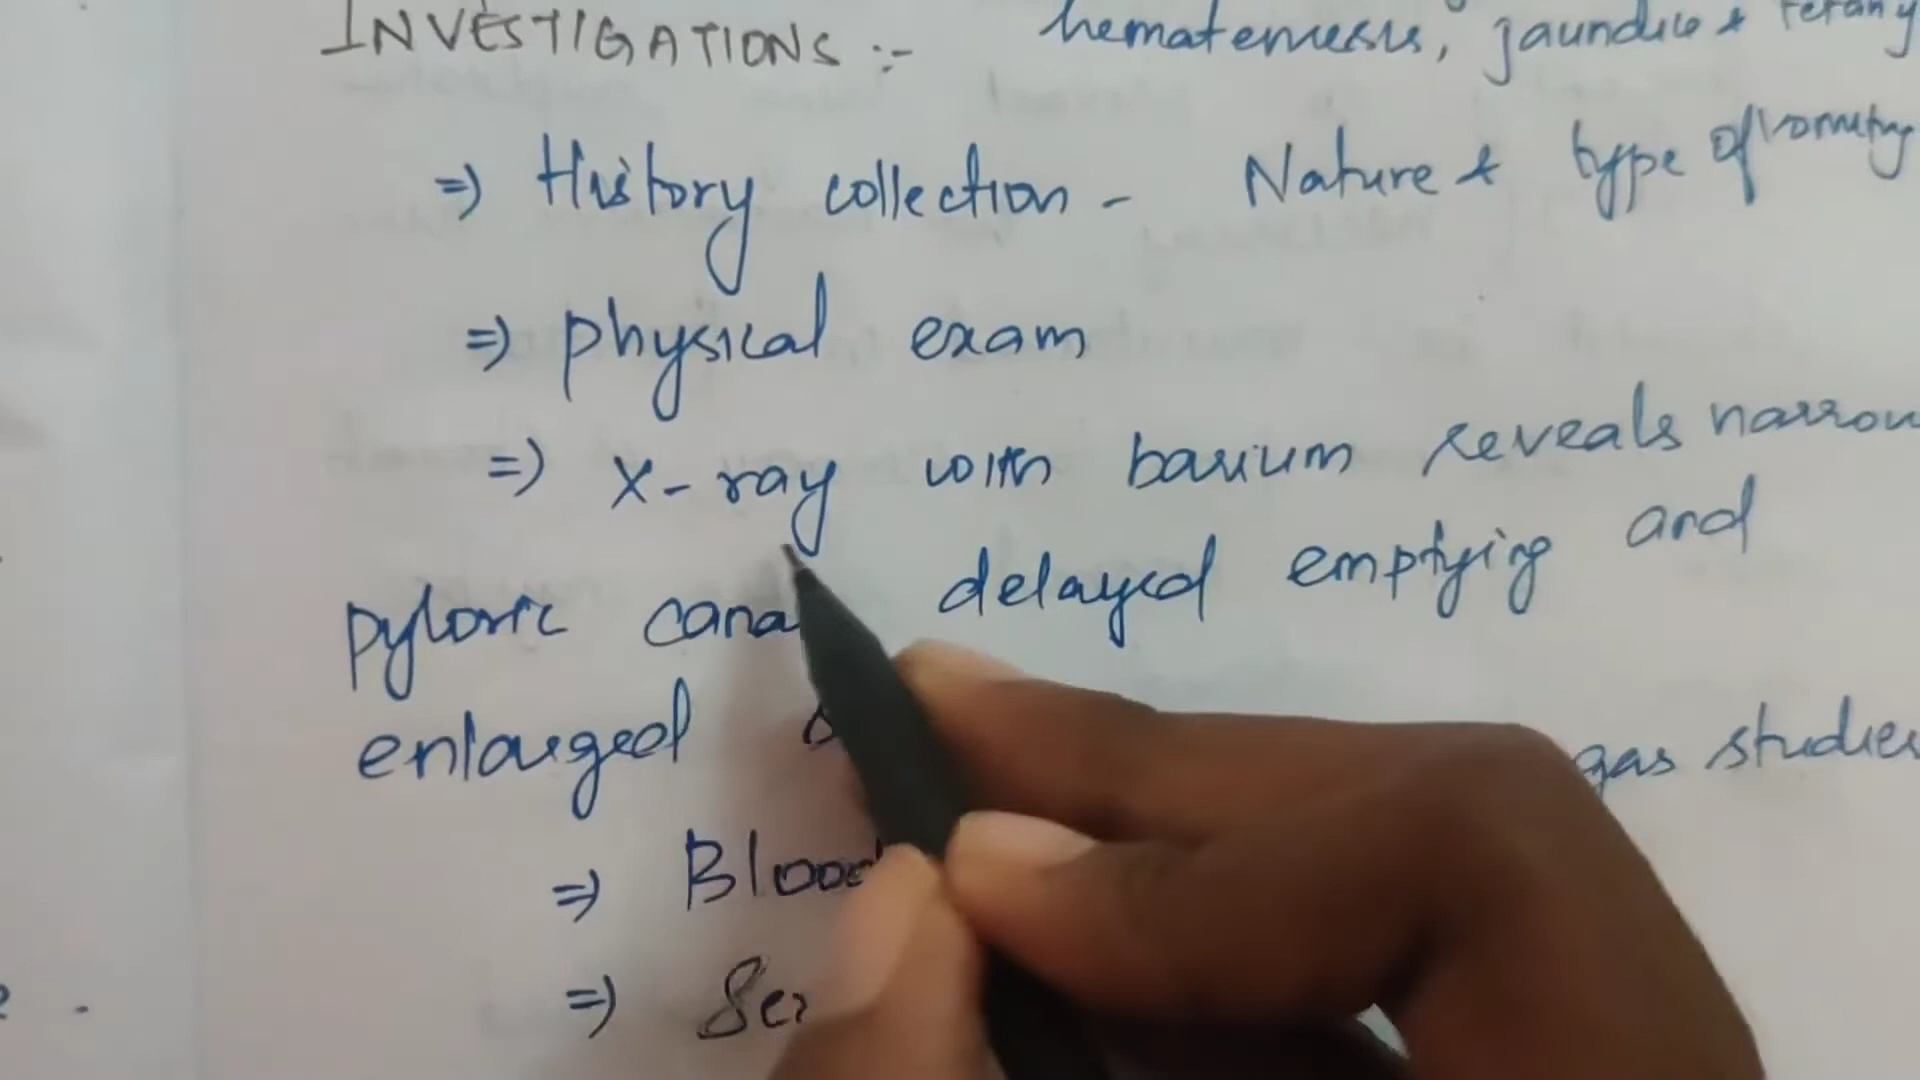 hematemesis, jaundice & tetany
INVESTIGATIONS :-
=> History collection - Nature & type of vomiting
=> Physical exam
=> X-ray with barium reveals narrow
pyloric canal delayed emptying and
enlarged
gas studies
=> Blood
=>